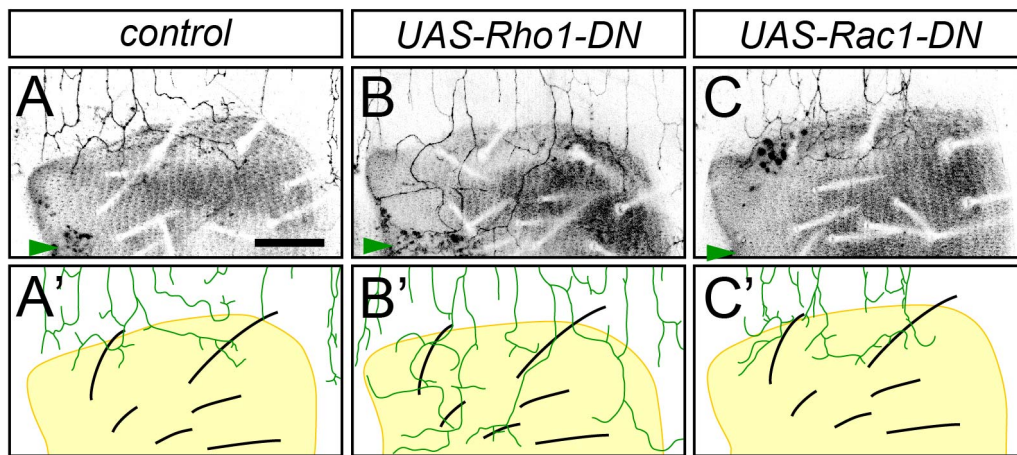 control
UAS-Rho1-DN
UAS-Rac1-DN
A
B
C
A'
B'
C'